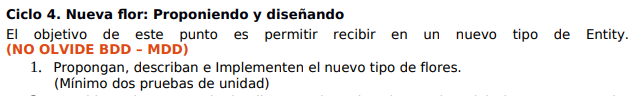 Ciclo 4. Nueva flor: Proponiendo y diseñando
El objetivo de este punto es permitir recibir en un nuevo tipo de Entity.
(NO OLVIDE BDD – MDD)
1. Propongan, describan e Implementen el nuevo tipo de flores.
(Mínimo dos pruebas de unidad)